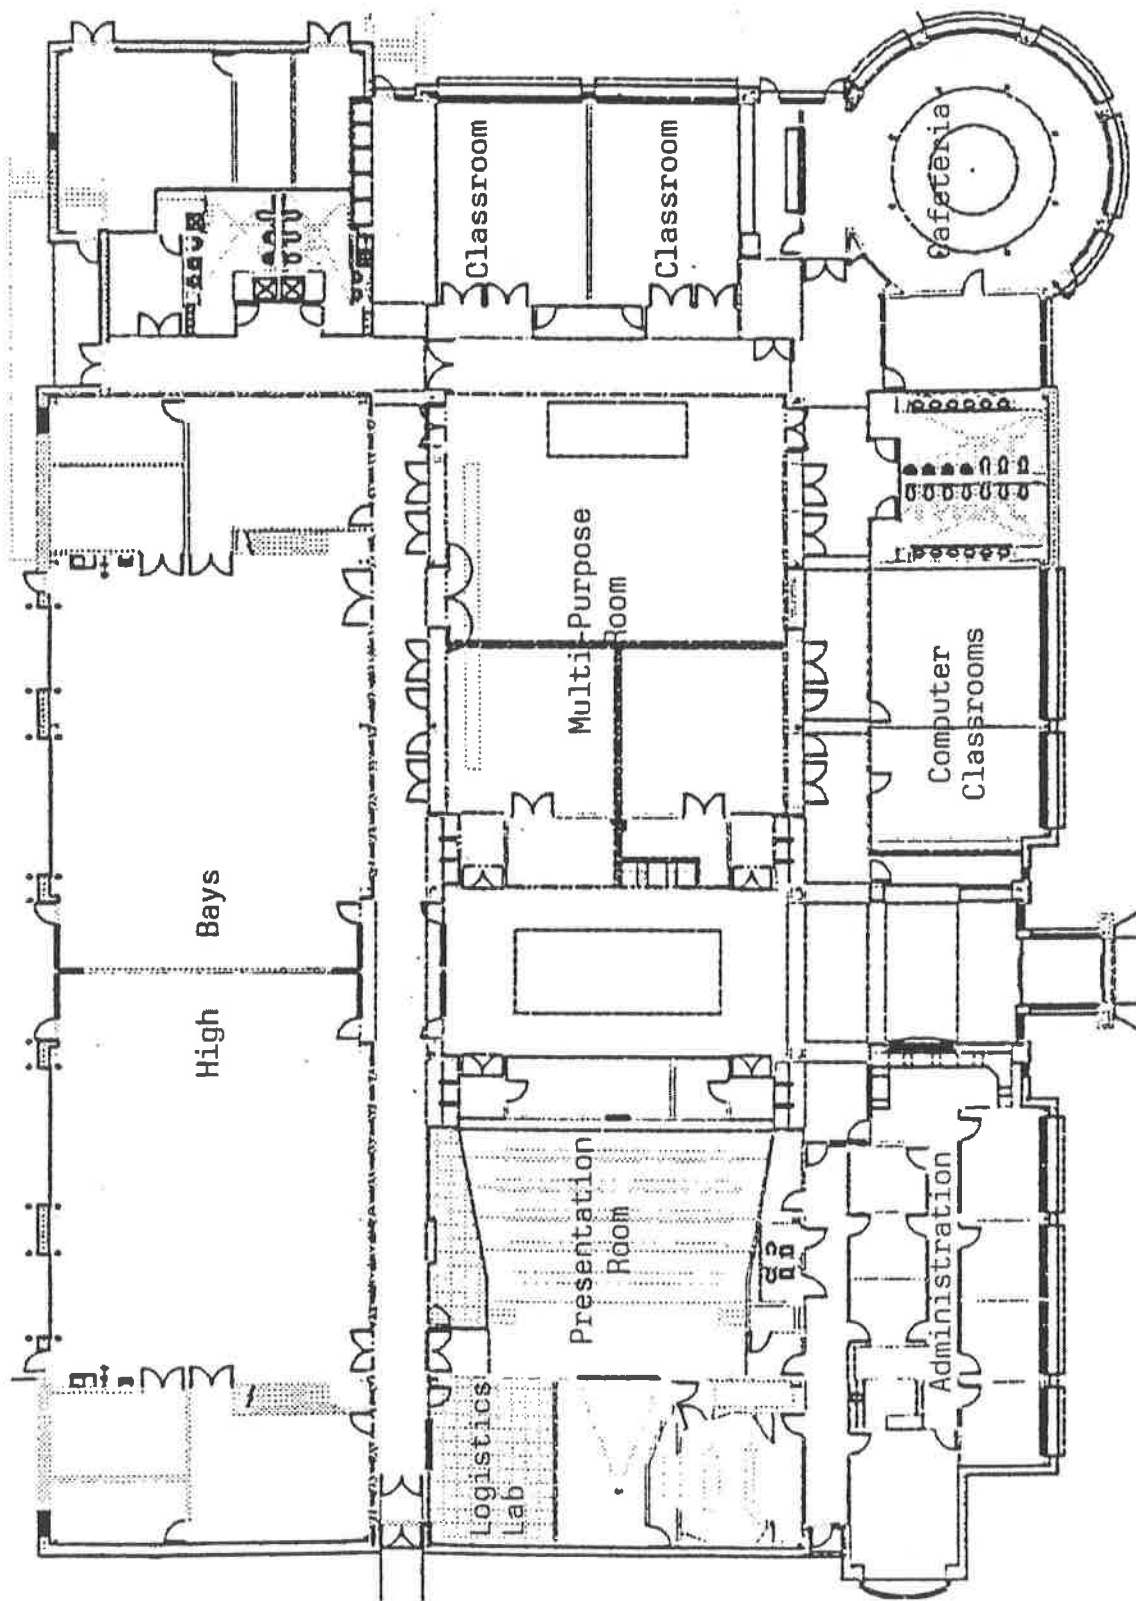 High Bays
Logistics
Lab
Classroom
Presentation
Room
Multi-Purpose
Room
Classroom
Administration
Computer
Classrooms
Cafeteria